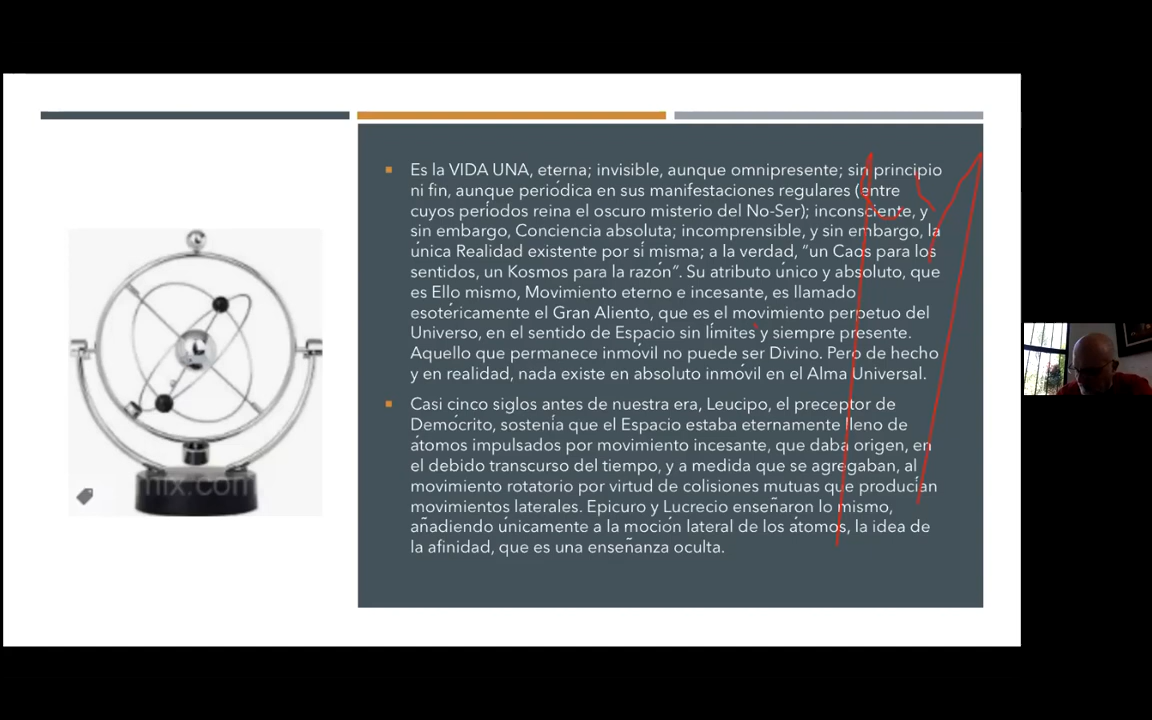 Es la VIDA UNA, eterna; invisible, aunque omnipresente; sin principio
ni fin, aunque periódica en sus manifestaciones regulares (entre
cuyos períodos reina el oscuro misterio del No-Ser); inconsciente, y
sin embargo, Conciencia absoluta; incomprensible, y sin embargo, la
única Realidad existente por sí misma; a la verdad, “un Caos para los
sentidos, un Kosmos para la razón”. Su atributo único y absoluto, que
es Ello mismo, Movimiento eterno e incesante, es llamado
esotéricamente el Gran Aliento, que es el movimiento perpetuo del
Universo, en el sentido de Espacio sin límites y siempre presente.
Aquello que permanece inmóvil no puede ser Divino. Pero de hecho
y en realidad, nada existe en absoluto inmóvil en el Alma Universal.
Casi cinco siglos antes de nuestra era, Leucipo, el preceptor de
Demócrito, sostenía que el Espacio estaba eternamente lleno de
átomos impulsados por movimiento incesante, que daba origen, en
el debido transcurso del tiempo, y a medida que se agregaban, al
movimiento rotatorio por virtud de colisiones mutuas que producían
movimientos laterales. Epicuro y Lucrecio enseñaron lo mismo,
añadiendo únicamente a la moción lateral de los átomos, la idea de
la afinidad, que es una enseñanza oculta.